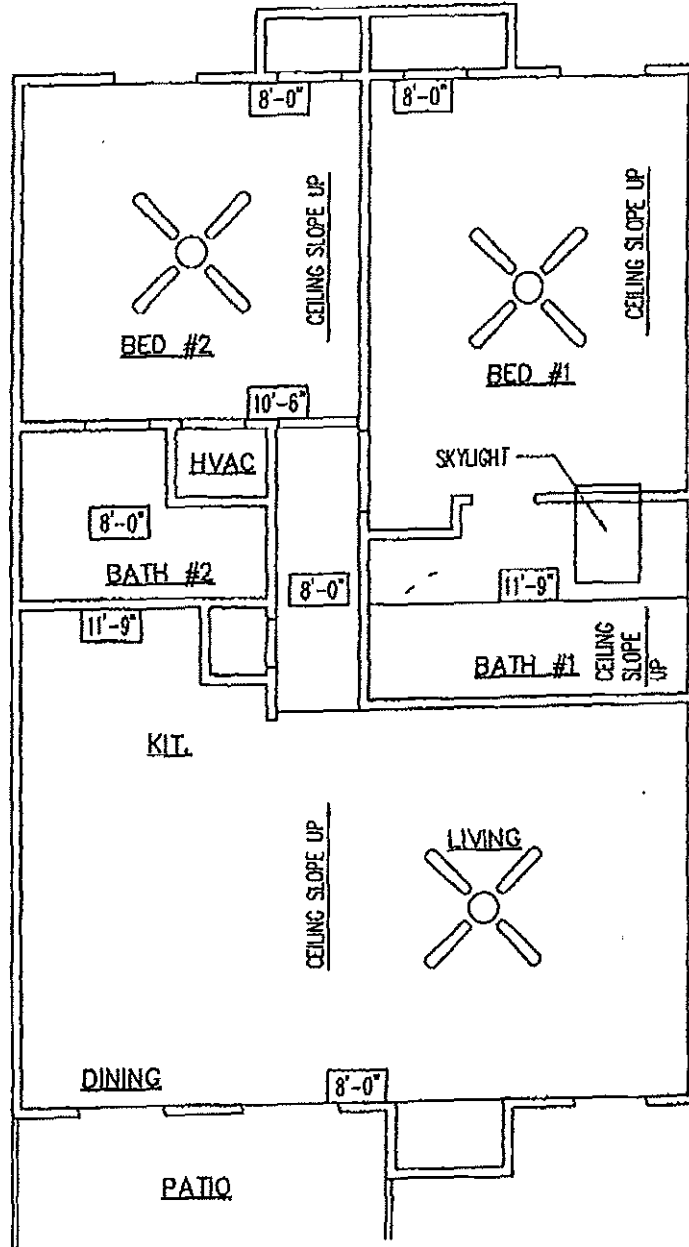 8'-0"
8'-0"
CEILING SLOPE UP
CEILING SLOPE UP
BED #2
BED #1
10'-6"
HVAC
SKYLIGHT
8'-0"
BATH #2
8'-0"
11'-9"
11'-9"
BATH #1
CEILING
SLOPE
UP
KIT.
LIVING
CEILING SLOPE UP
DINING
8'-0"
PATIO